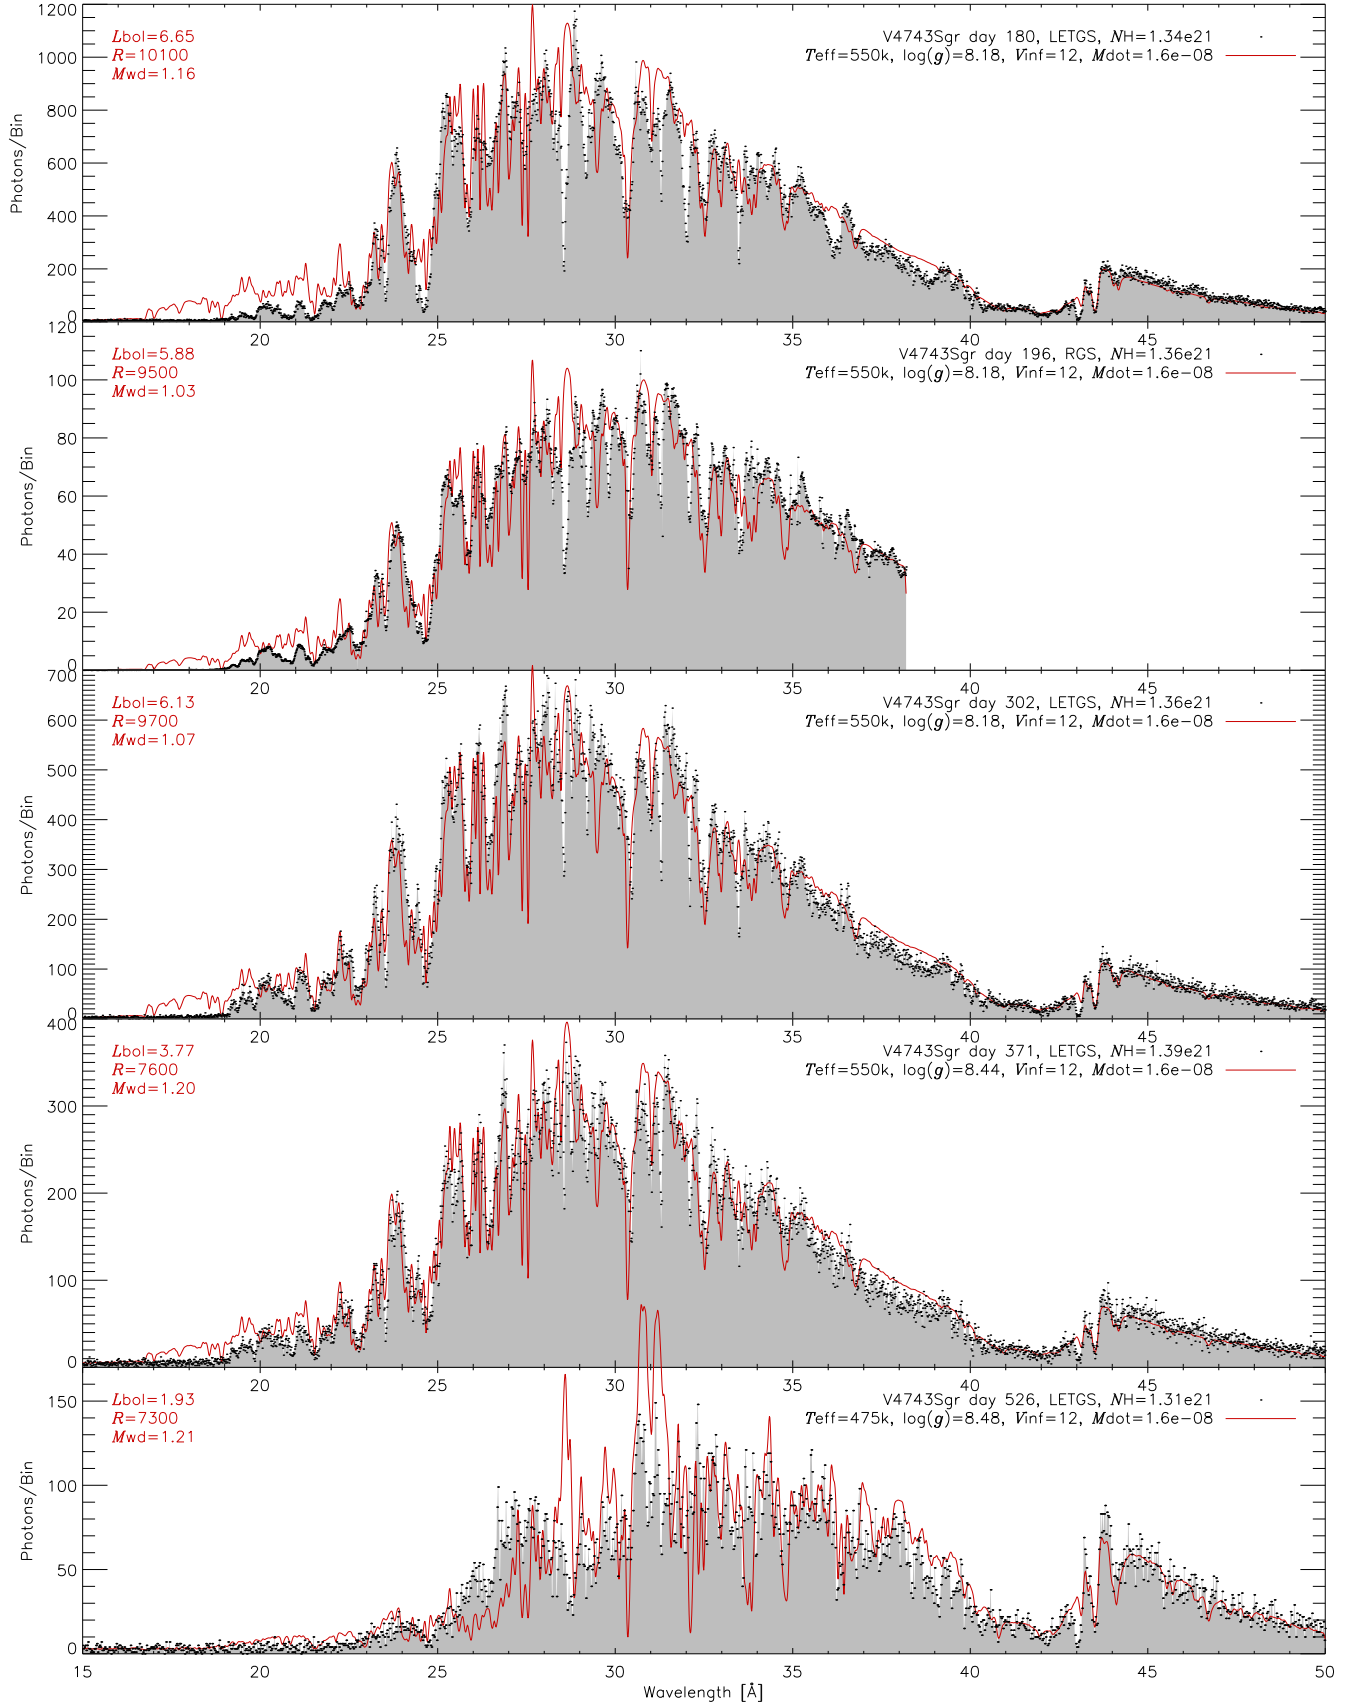 1200
1000
800
600
400
200
0
Photons/Bin
Lbol=6.65
R=10100
Mwd=1.16
V4743Sgr day 180, LETGS, NH=1.34e21
Teff=550k, log(g)=8.18, Vinf=12, Mdot=1.6e-08
20 25 30 35 40 45
120
100
80
60
40
20
0
Photons/Bin
Lbol=5.88
R=9500
Mwd=1.03
V4743Sgr day 196, RGS, NH=1.36e21
Teff=550k, log(g)=8.18, Vinf=12, Mdot=1.6e-08
20 25 30 35 40 45
700
600
500
400
300
200
100
0
Photons/Bin
Lbol=6.13
R=9700
Mwd=1.07
V4743Sgr day 302, LETGS, NH=1.36e21
Teff=550k, log(g)=8.18, Vinf=12, Mdot=1.6e-08
20 25 30 35 40 45
400
300
200
100
0
Photons/Bin
Lbol=3.77
R=7600
Mwd=1.20
V4743Sgr day 371, LETGS, NH=1.39e21
Teff=550k, log(g)=8.44, Vinf=12, Mdot=1.6e-08
20 25 30 35 40 45
150
100
50
0
Photons/Bin
Lbol=1.93
R=7300
Mwd=1.21
V4743Sgr day 526, LETGS, NH=1.31e21
Teff=475k, log(g)=8.48, Vinf=12, Mdot=1.6e-08
15 20 25 30 35 40 45 50
Wavelength [Å]